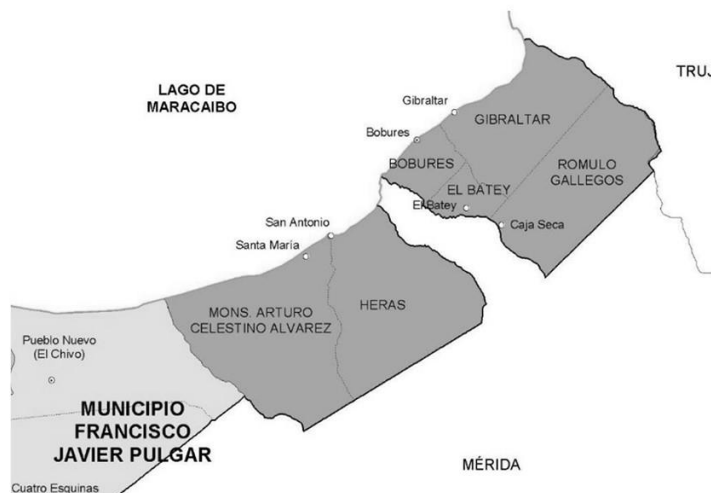 LAGO DE
MARACAIBO
TRUJ
Gibraltar
GIBRALTAR
Bobures
BOBURES
ROMULO
GALLEGOS
EL BATEY
El Batey
Caja Seca
San Antonio
Santa María
MONS. ARTURO
CELESTINO ALVAREZ
HERAS
Pueblo Nuevo
(El Chivo)
MUNICIPIO
FRANCISCO
JAVIER PULGAR
MÉRIDA
Cuatro Esquinas